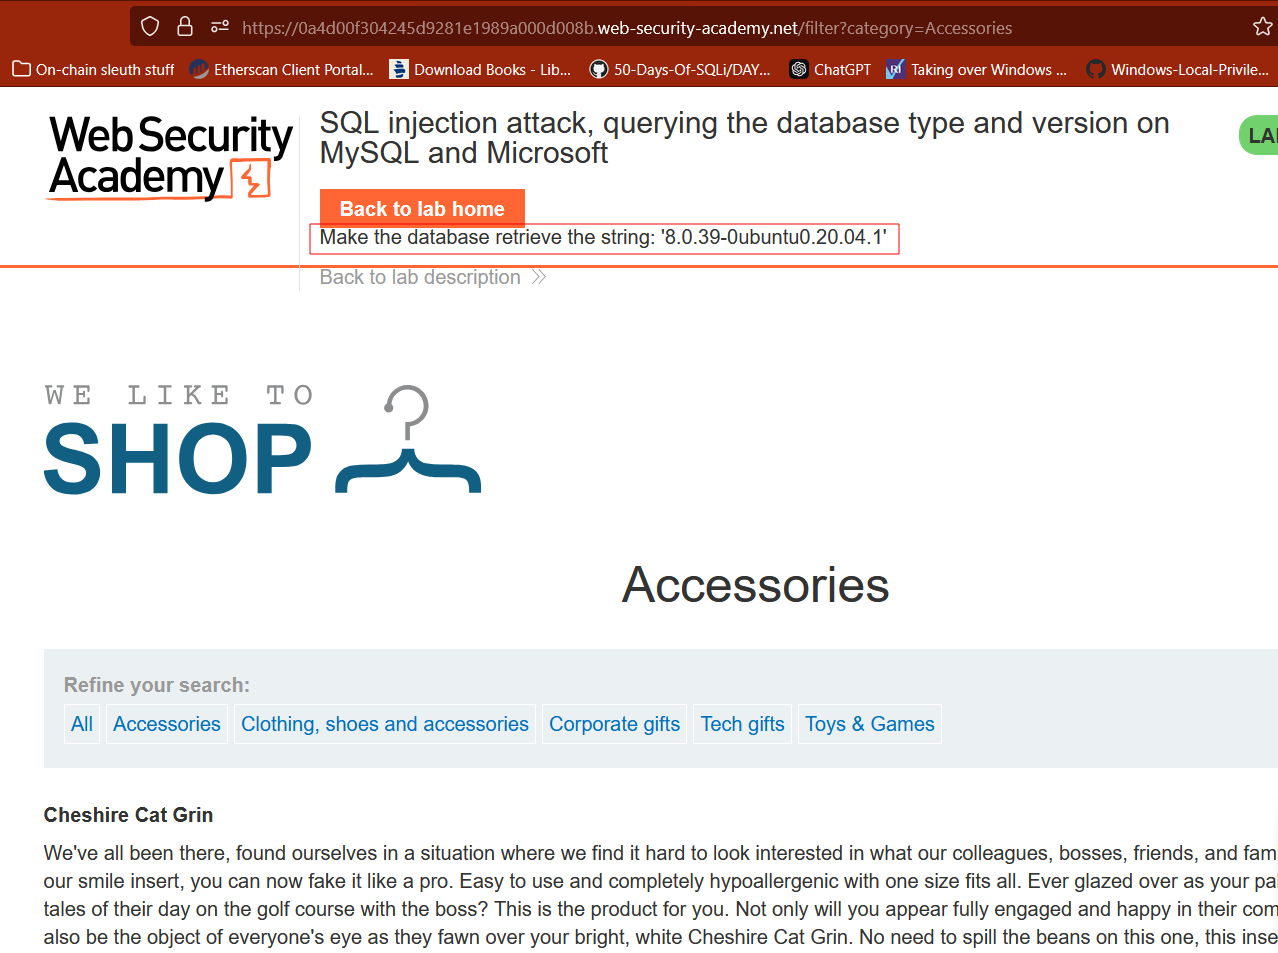 https://0a4d00f304245d9281e1989a000d008b.web-security-academy.net/filter?category=Accessories
On-chain sleuth stuff Etherscan Client Portal... Download Books - Lib... 50-Days-Of-SQLi/DAY... ChatGPT Taking over Windows ... Windows-Local-Privile...
Web Security
Academy
SQL injection attack, querying the database type and version on
MySQL and Microsoft
LA
Back to lab home
Make the database retrieve the string: '8.0.39-0ubuntu0.20.04.1'
Back to lab description
WE LIKE TO
SHOP
Accessories
Refine your search:
All Accessories Clothing, shoes and accessories Corporate gifts Tech gifts Toys & Games
Cheshire Cat Grin
We've all been there, found ourselves in a situation where we find it hard to look interested in what our colleagues, bosses, friends, and fam
our smile insert, you can now fake it like a pro. Easy to use and completely hypoallergenic with one size fits all. Ever glazed over as your pa
tales of their day on the golf course with the boss? This is the product for you. Not only will you appear fully engaged and happy in their com
also be the object of everyone's eye as they fawn over your bright, white Cheshire Cat Grin. No need to spill the beans on this one, this inse